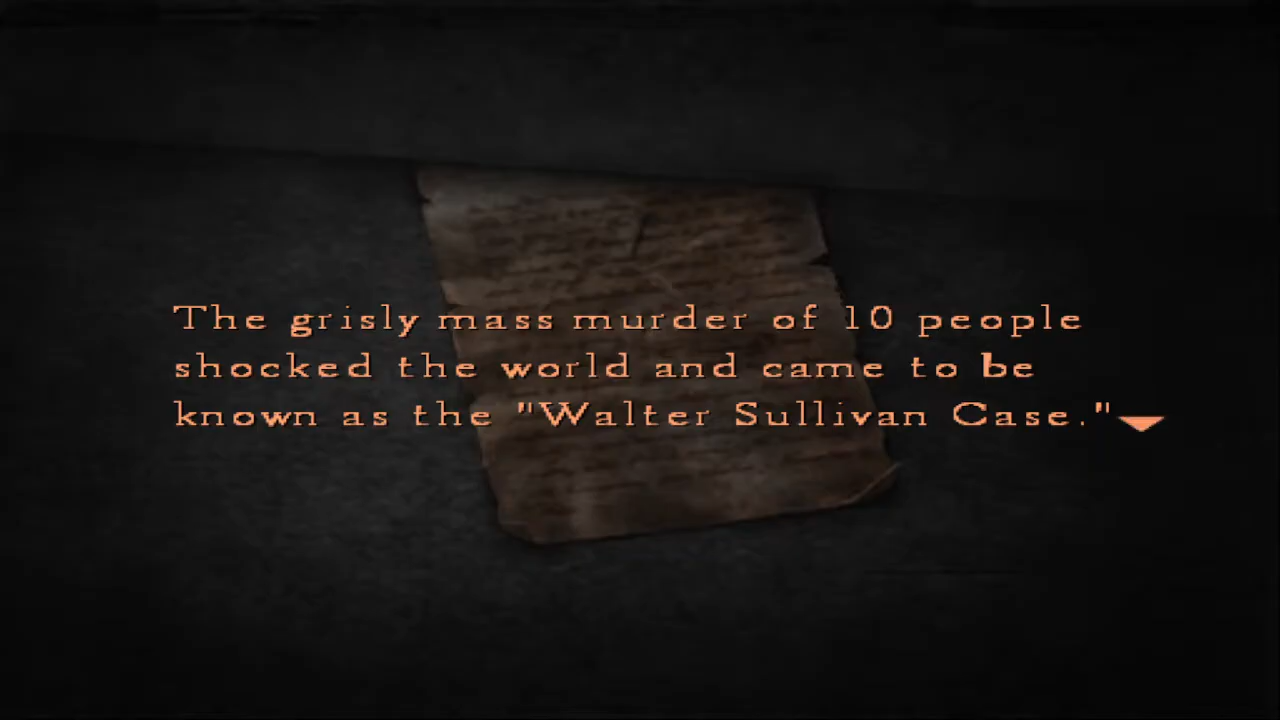 The grisly mass murder of 10 people
shocked the world and came to be
known as the "Walter Sullivan Case."